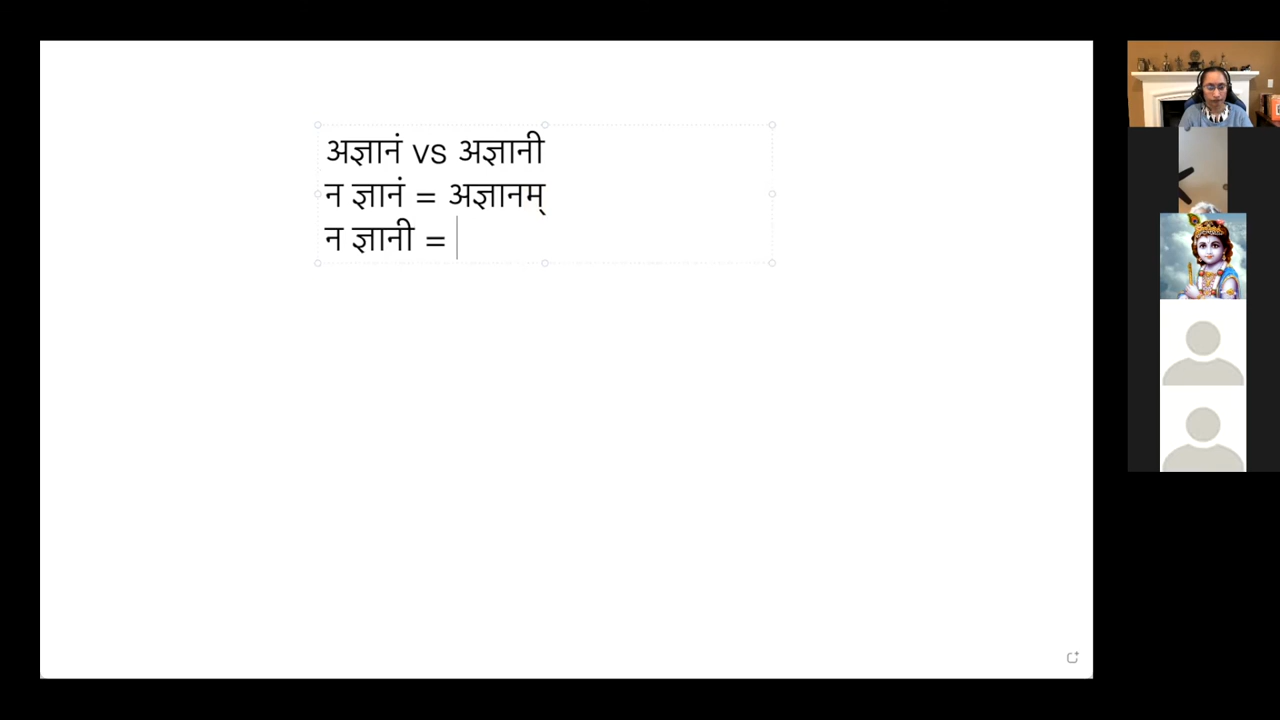 अज्ञानं vs अज्ञानी
न ज्ञानं = अज्ञानम्
न ज्ञानी =